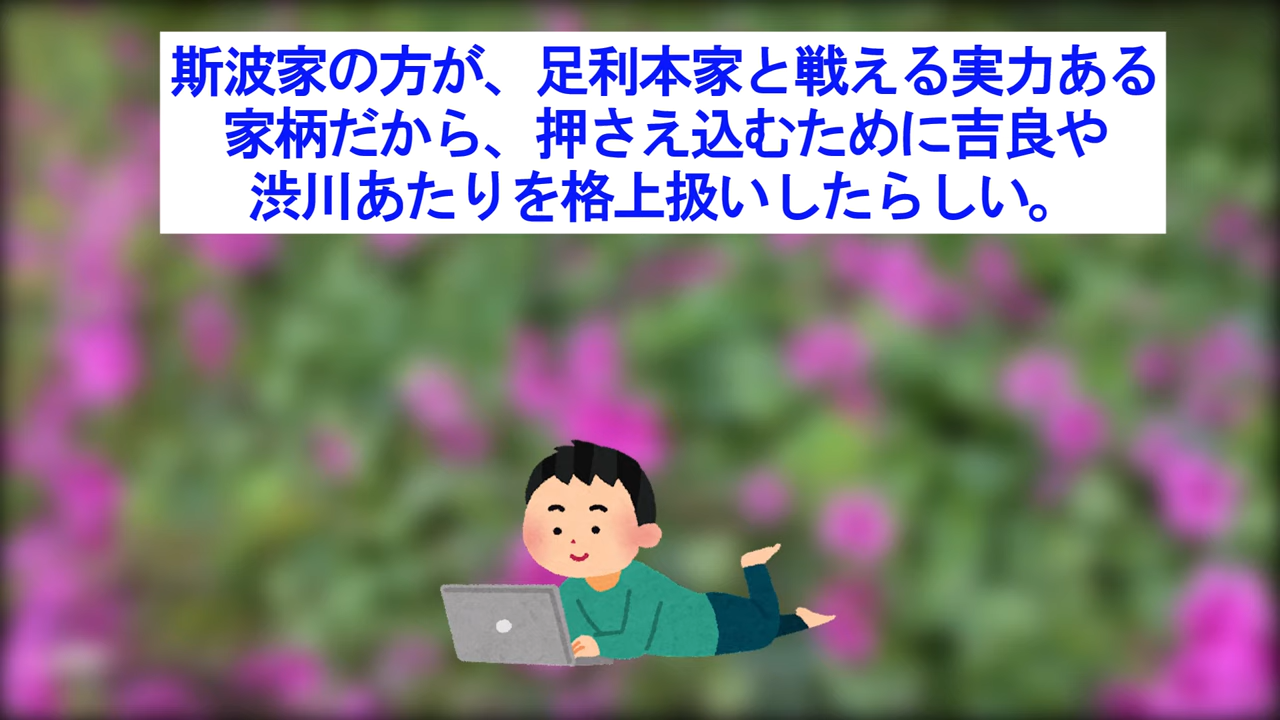 斯波家の方が、足利本家と戦える実力ある
家柄だから、押さえ込むために吉良や
渋川あたりを格上扱いしたらしい。